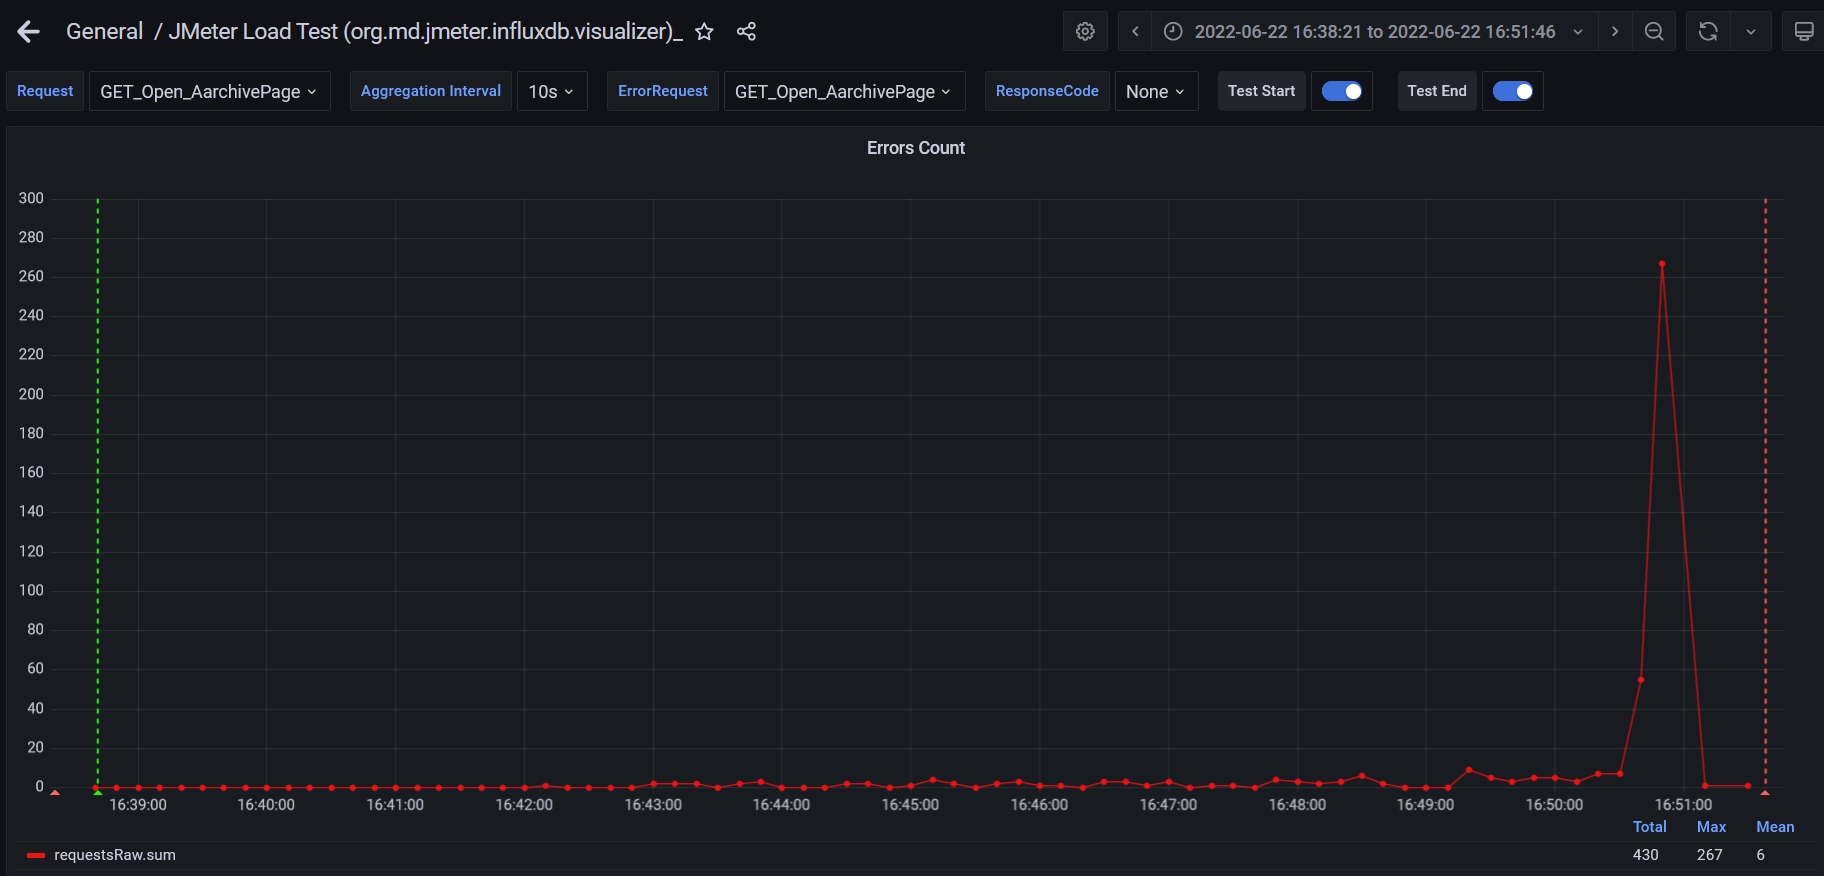 General / JMeter Load Test (org.md.jmeter.influxdb.visualizer)_ 2022-06-22 16:38:21 to 2022-06-22 16:51:46
Request GET_Open_AarchivePage Aggregation Interval 10s ErrorRequest GET_Open_AarchivePage ResponseCode None Test Start Test End
Errors Count
300
280
260
240
220
200
180
160
140
120
100
80
60
40
20
0
16:39:00 16:40:00 16:41:00 16:42:00 16:43:00 16:44:00 16:45:00 16:46:00 16:47:00 16:48:00 16:49:00 16:50:00 16:51:00
Total Max Mean
requestsRaw.sum 430 267 6